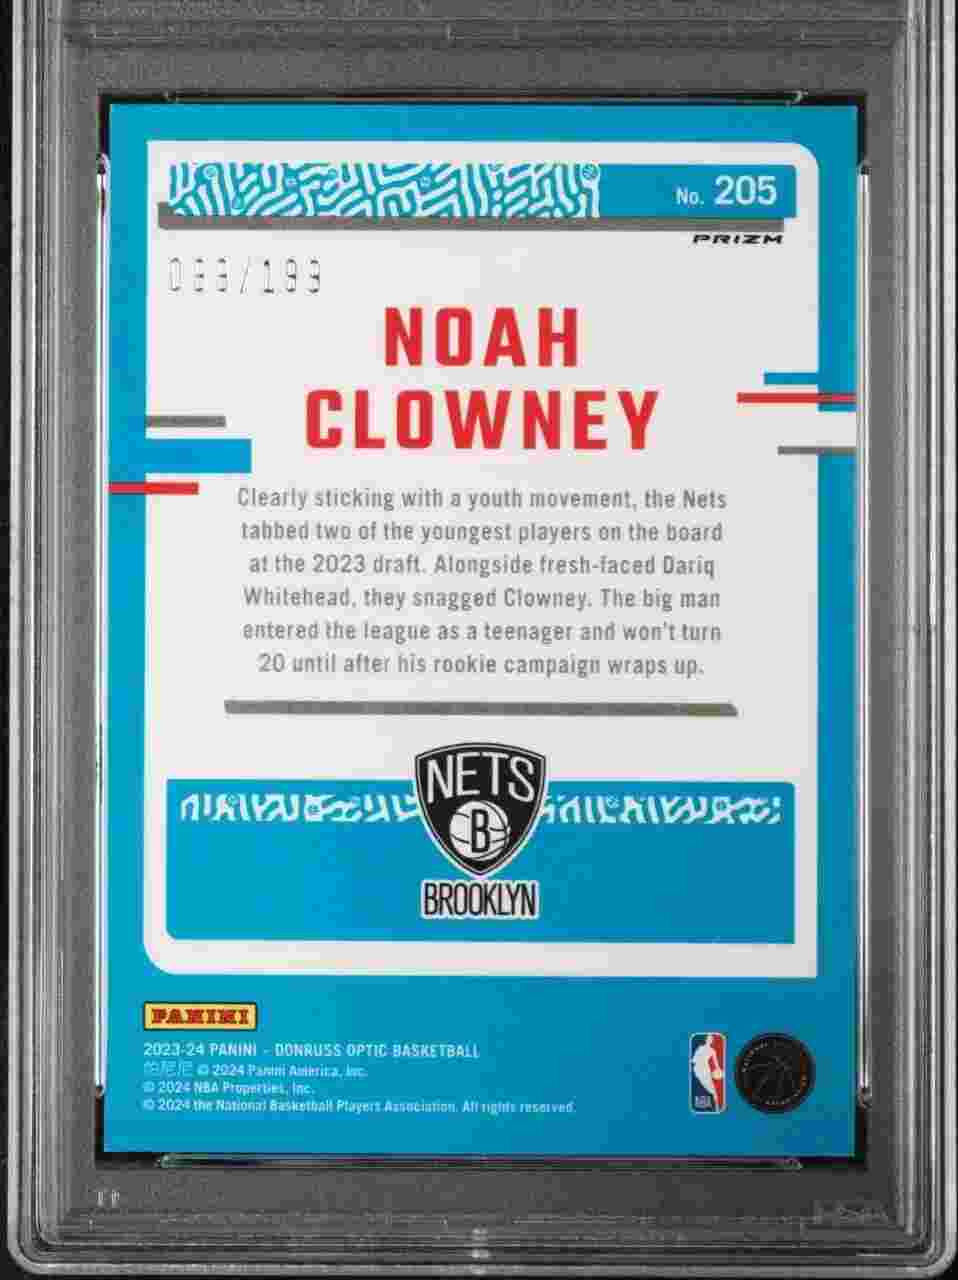 No. 205
PRIZM
NOAH
CLOWNEY
Clearly sticking with a youth movement, the Nets
tabbed two of the youngest players on the board
at the 2023 draft. Alongside fresh-faced Dariq
Whitehead, they snagged Clowney. The big man
entered the league as a teenager and won't turn
20 until after his rookie campaign wraps up.
NETS
B
BROOKLYN
PANINI
2023-24 PANINI - DONRUSS OPTIC BASKETBALL
帕尼尼 © 2024 Panini America, Inc.
© 2024 NBA Properties, Inc.
© 2024 the National Basketball Players Association. All rights reserved.
NBA